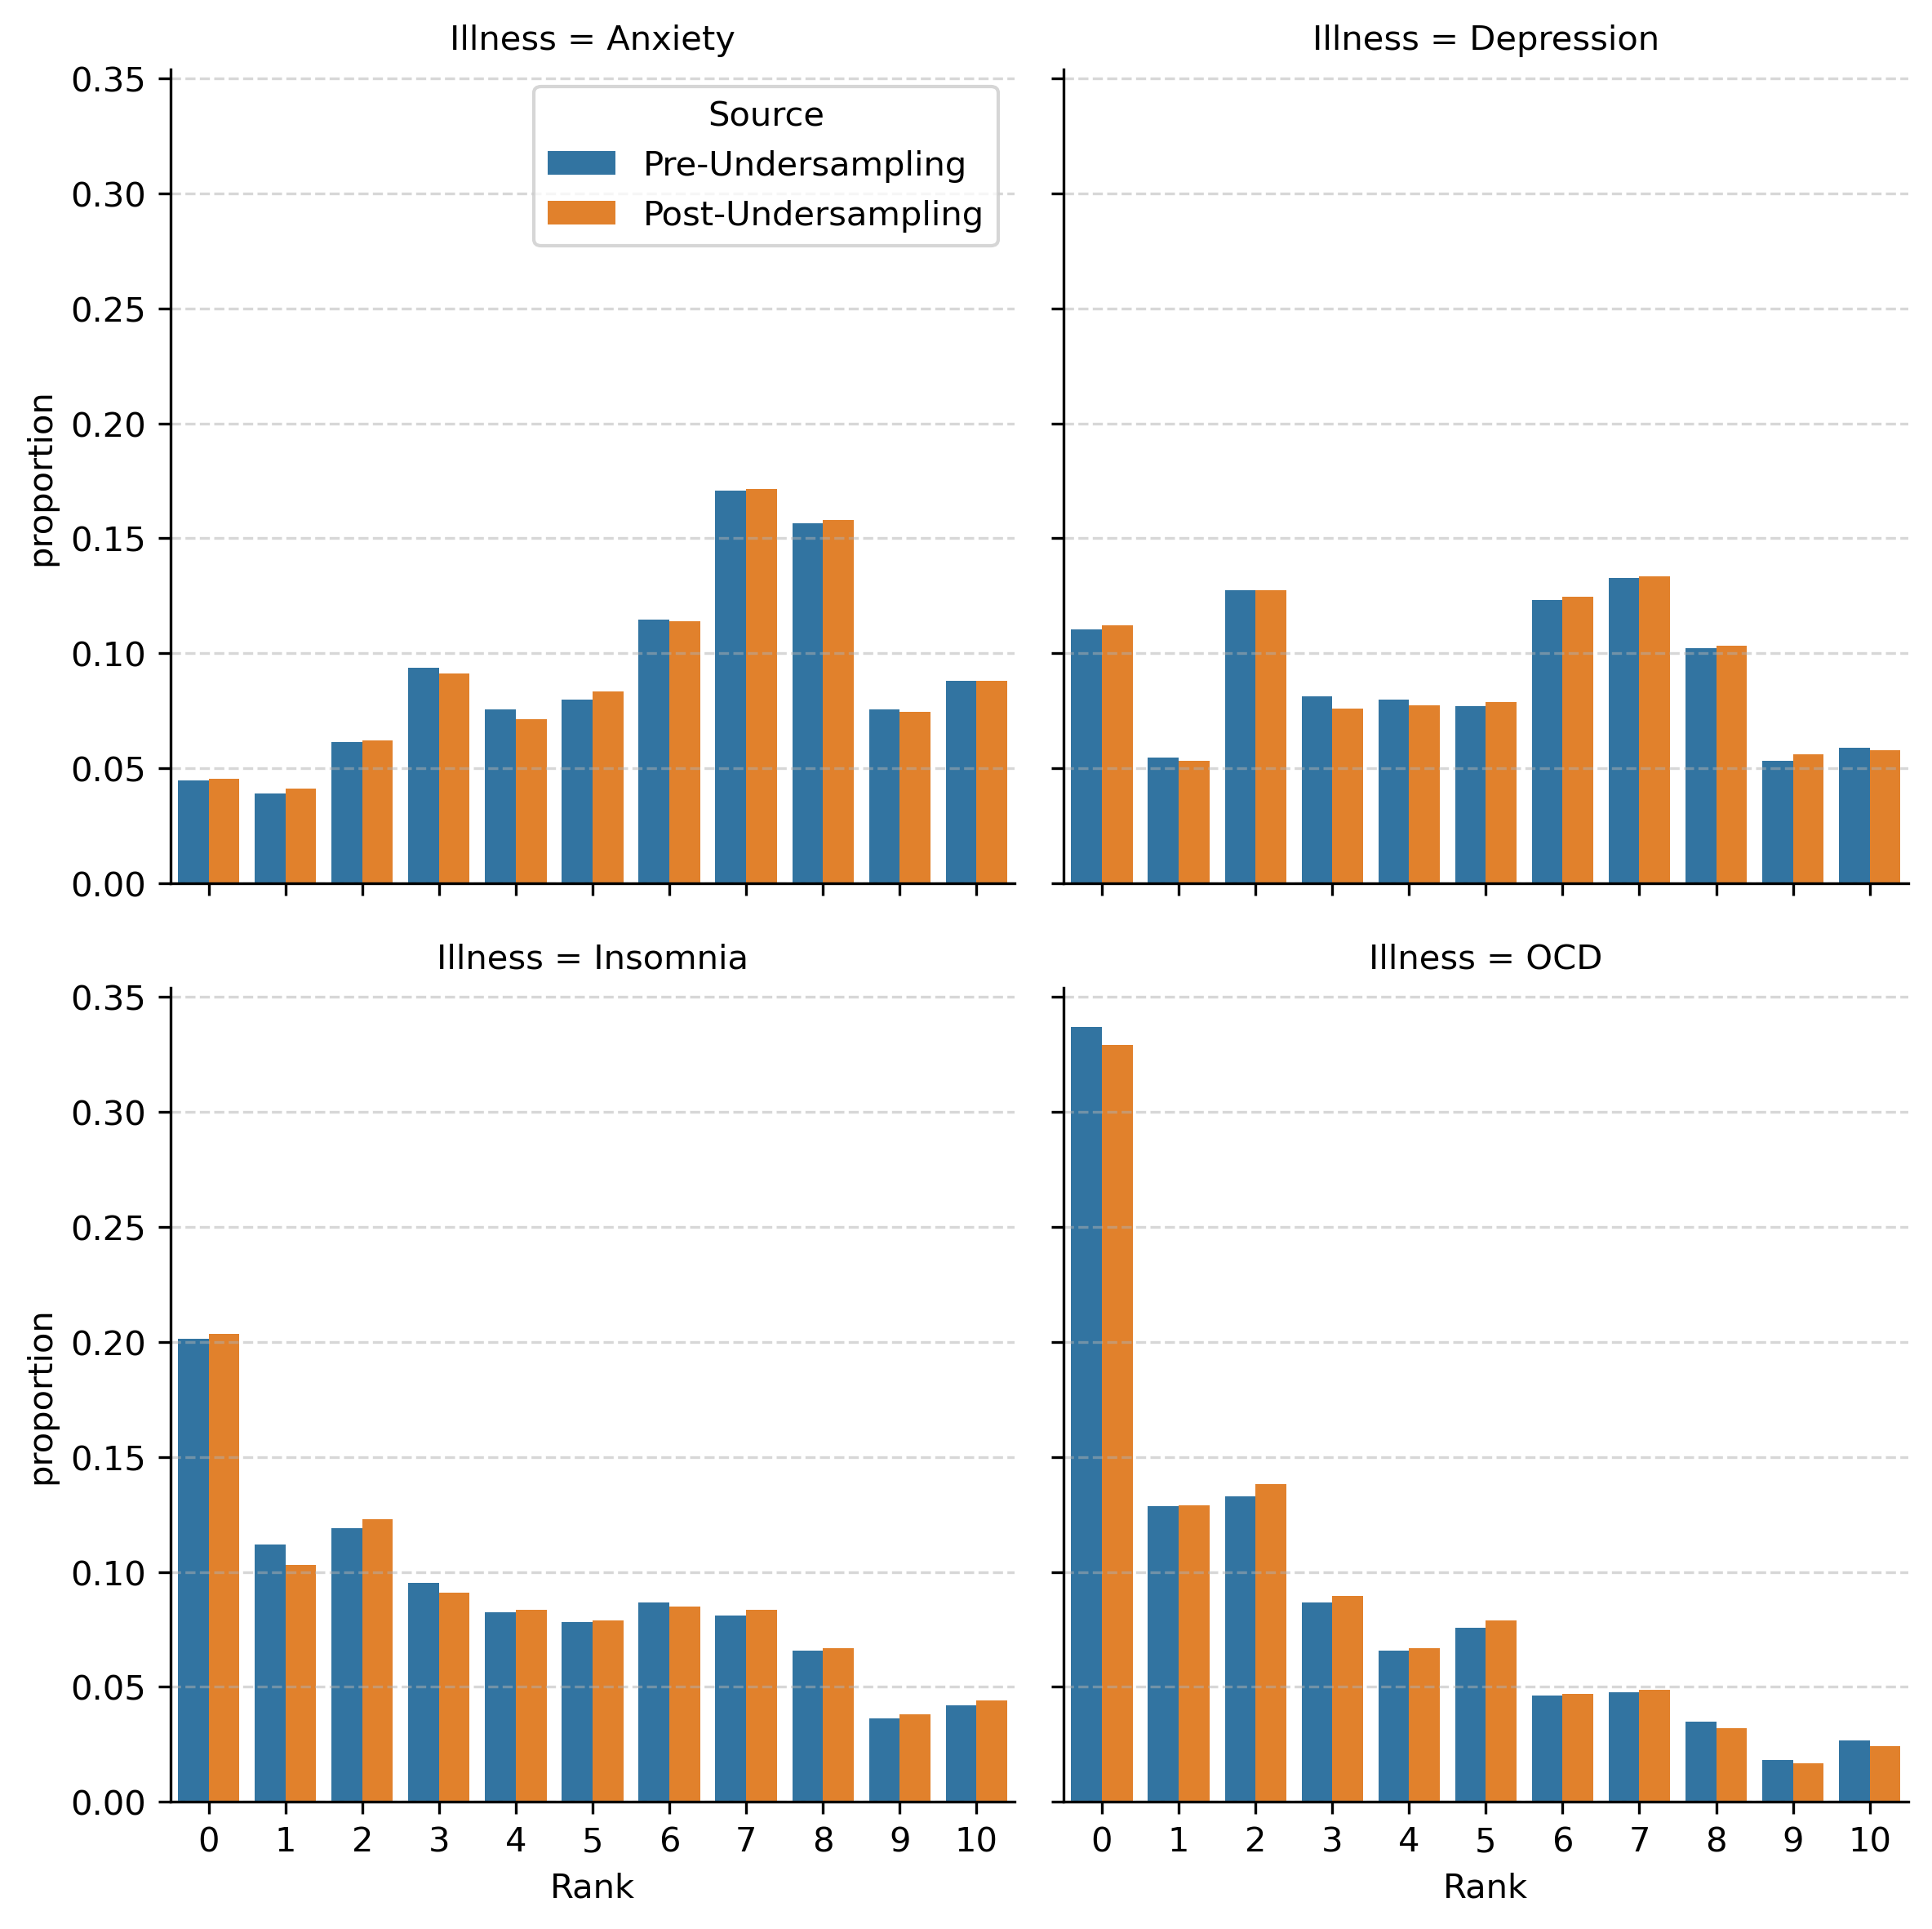 Illness = Anxiety
Illness = Depression
Source
Pre-Undersampling
Post-Undersampling
proportion
0.35
0.30
0.25
0.20
0.15
0.10
0.05
0.00
Illness = Insomnia
Illness = OCD
proportion
0.35
0.30
0.25
0.20
0.15
0.10
0.05
0.00
0 1 2 3 4 5 6 7 8 9 10
0 1 2 3 4 5 6 7 8 9 10
Rank
Rank